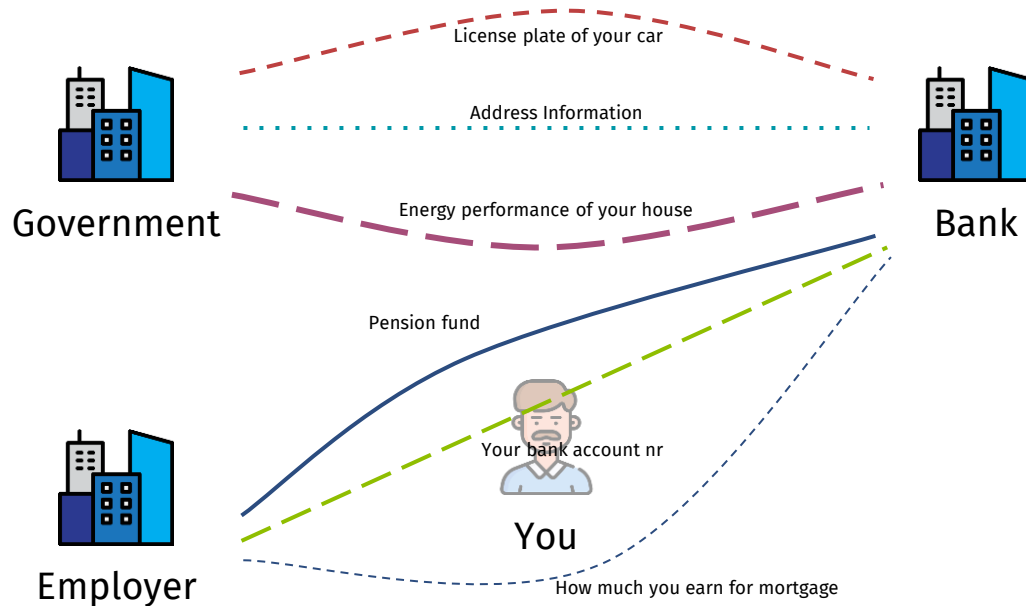 License plate of your car
Address Information
Government
Energy performance of your house
Bank
Pension fund
Your bank account nr
You
Employer
How much you earn for mortgage